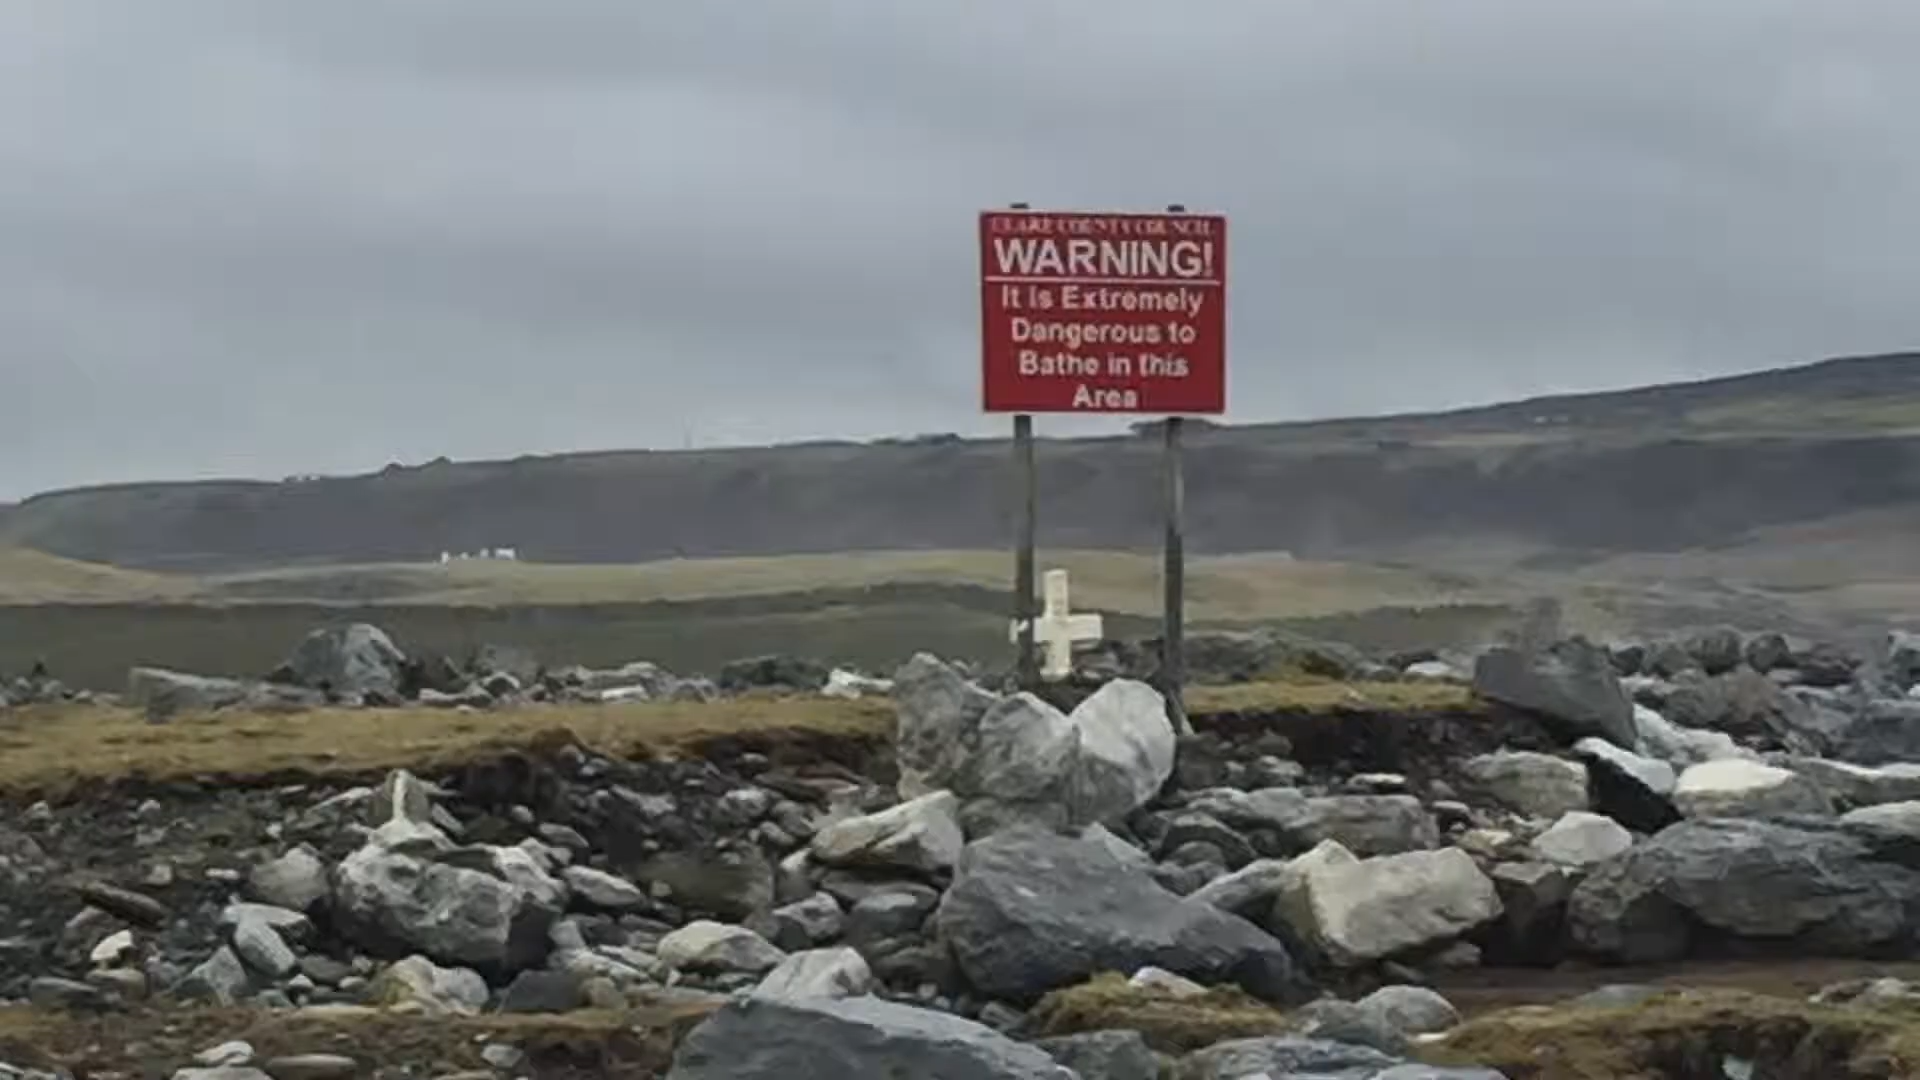 CLARE COUNTY COUNCIL
WARNING!
It is Extremely
Dangerous to
Bathe in this
Area